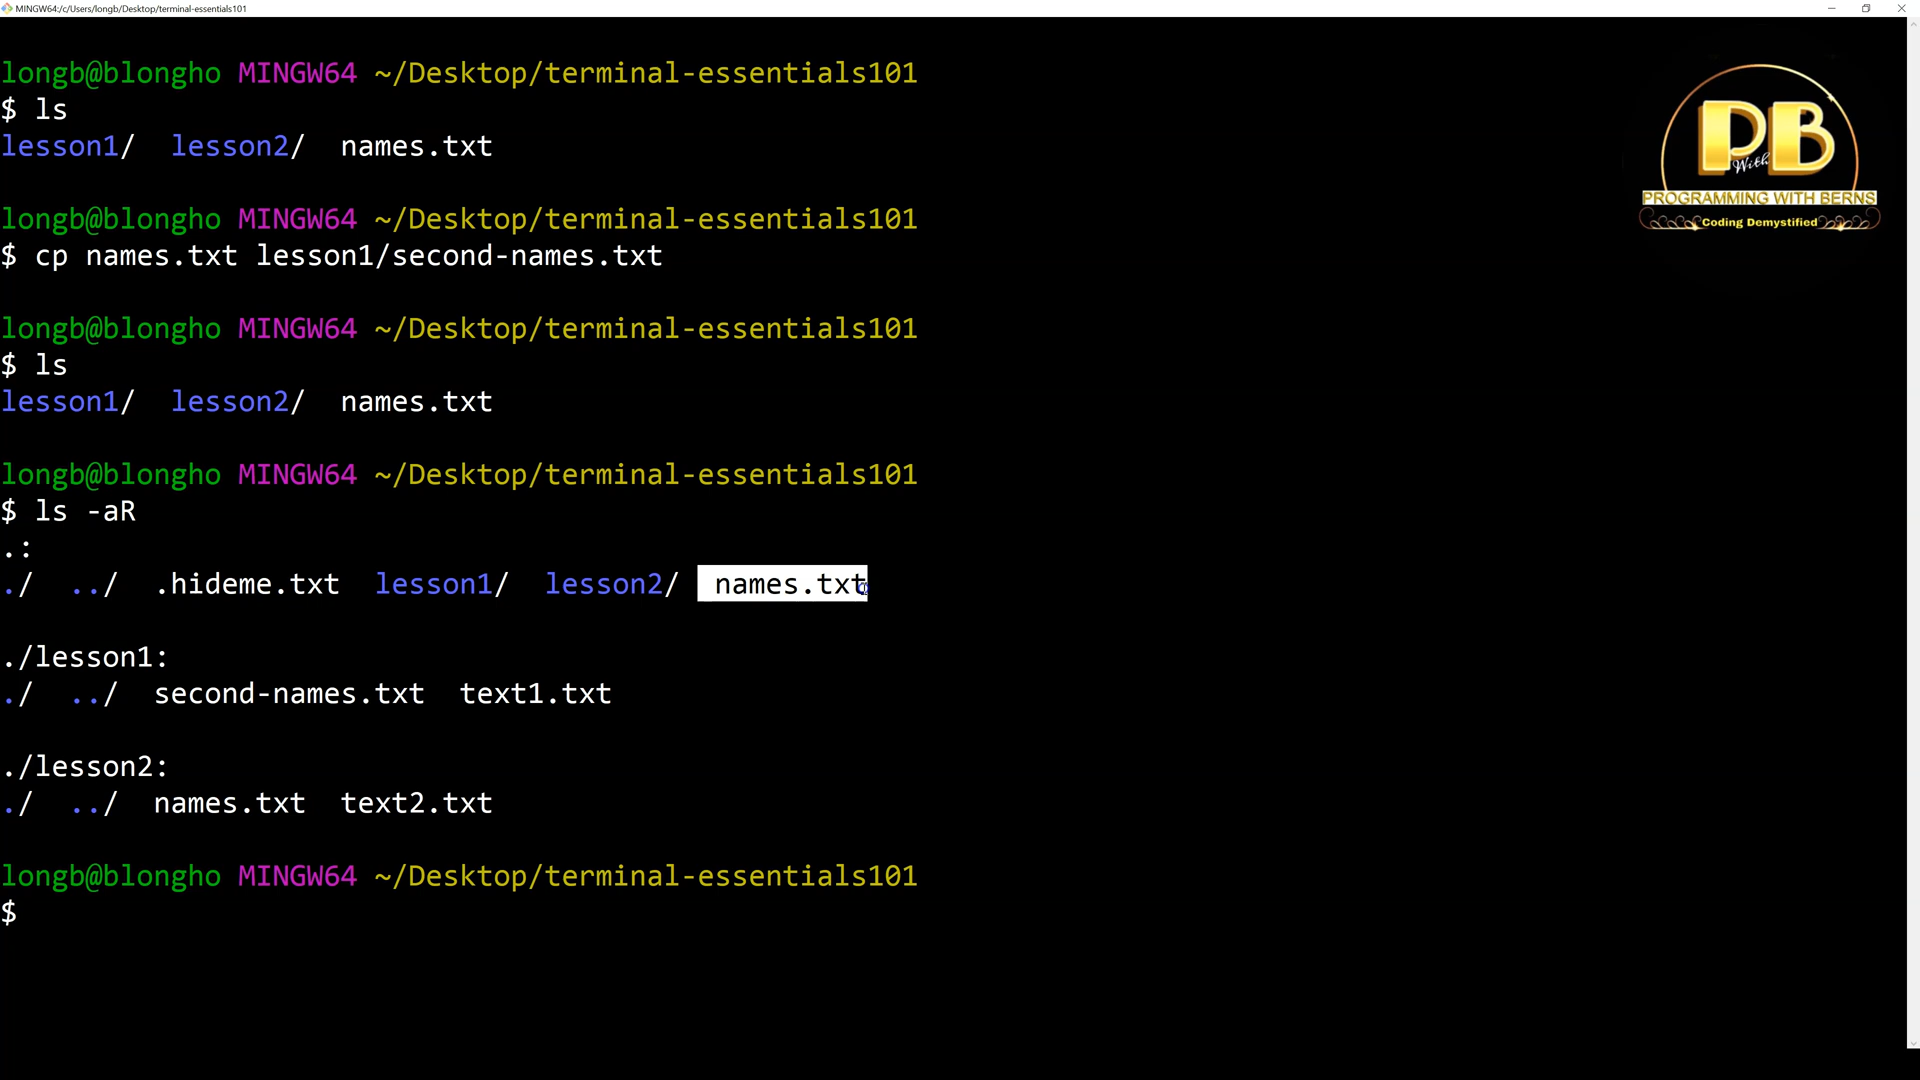 MINGW64:/c/Users/longb/Desktop/terminal-essentials101
longb@blongho MINGW64 ~/Desktop/terminal-essentials101
$ ls
lesson1/  lesson2/  names.txt
longb@blongho MINGW64 ~/Desktop/terminal-essentials101
$ cp names.txt lesson1/second-names.txt
longb@blongho MINGW64 ~/Desktop/terminal-essentials101
$ ls
lesson1/  lesson2/  names.txt
longb@blongho MINGW64 ~/Desktop/terminal-essentials101
$ ls -aR
.:
./  ../  .hideme.txt  lesson1/  lesson2/  names.txt
./lesson1:
./  ../  second-names.txt  text1.txt
./lesson2:
./  ../  names.txt  text2.txt
longb@blongho MINGW64 ~/Desktop/terminal-essentials101
$
P With B
PROGRAMMING WITH BERNS
Coding Demystified